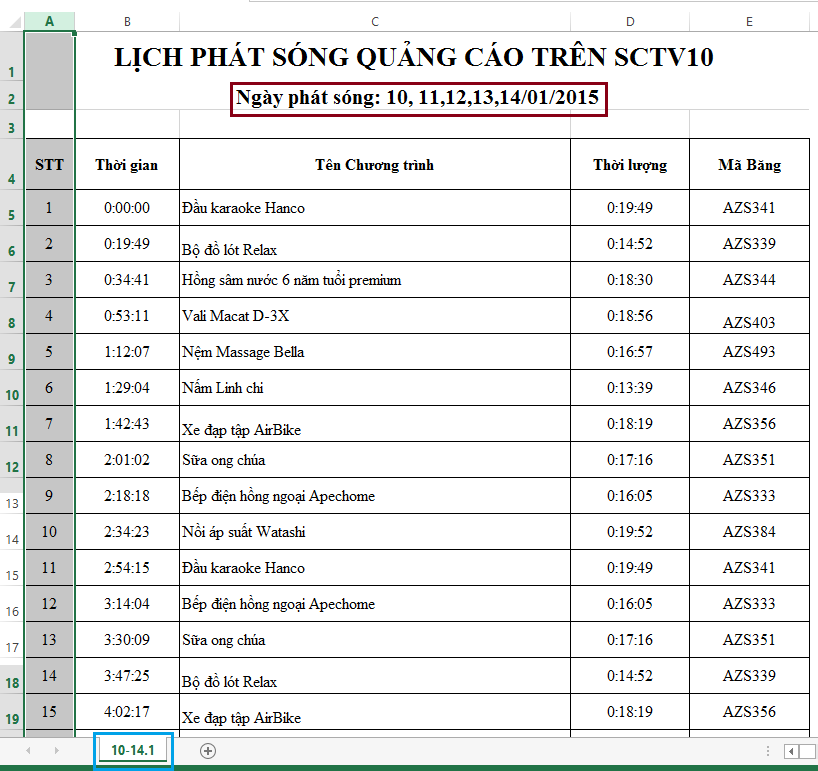 A B C D E
1 LỊCH PHÁT SÓNG QUẢNG CÁO TRÊN SCTV10
2 Ngày phát sóng: 10, 11,12,13,14/01/2015
3
4 STT Thời gian Tên Chương trình Thời lượng Mã Băng
5 1 0:00:00 Đầu karaoke Hanco 0:19:49 AZS341
6 2 0:19:49 Bộ đồ lót Relax 0:14:52 AZS339
7 3 0:34:41 Hồng sâm nước 6 năm tuổi premium 0:18:30 AZS344
8 4 0:53:11 Vali Macat D-3X 0:18:56 AZS403
9 5 1:12:07 Nệm Massage Bella 0:16:57 AZS493
10 6 1:29:04 Nấm Linh chi 0:13:39 AZS346
11 7 1:42:43 Xe đạp tập AirBike 0:18:19 AZS356
12 8 2:01:02 Sữa ong chúa 0:17:16 AZS351
13 9 2:18:18 Bếp điện hồng ngoại Apechome 0:16:05 AZS333
14 10 2:34:23 Nồi áp suất Watashi 0:19:52 AZS384
15 11 2:54:15 Đầu karaoke Hanco 0:19:49 AZS341
16 12 3:14:04 Bếp điện hồng ngoại Apechome 0:16:05 AZS333
17 13 3:30:09 Sữa ong chúa 0:17:16 AZS351
18 14 3:47:25 Bộ đồ lót Relax 0:14:52 AZS339
19 15 4:02:17 Xe đạp tập AirBike 0:18:19 AZS356
10-14.1